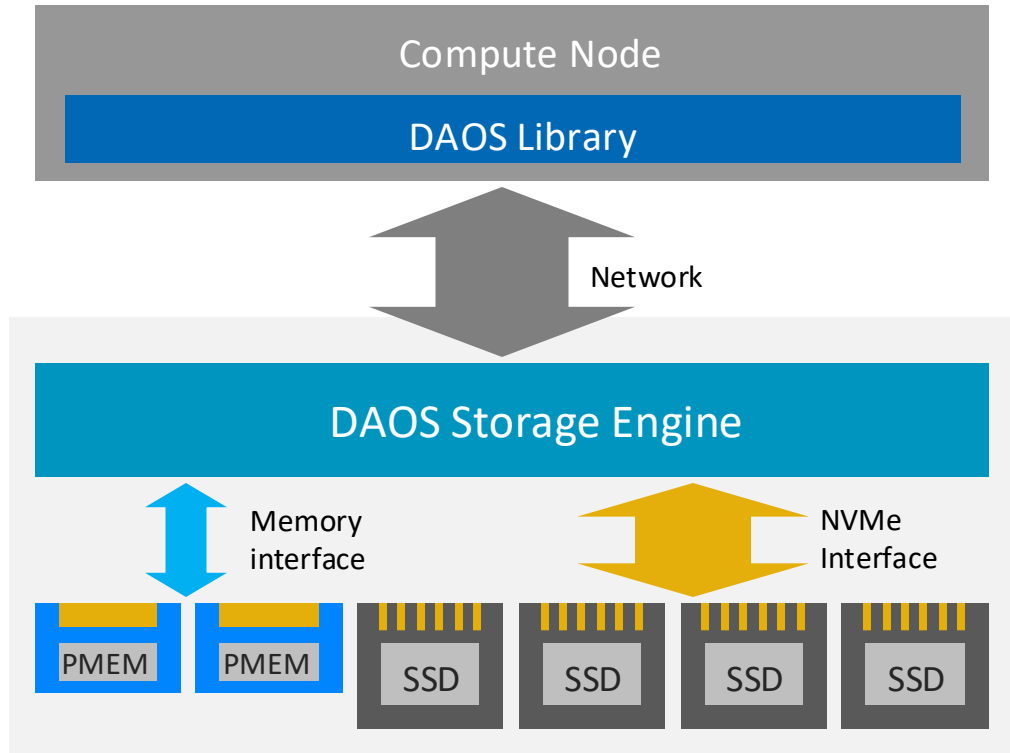 Compute Node
DAOS Library
Network
DAOS Storage Engine
Memory
interface
NVMe
Interface
PMEM
PMEM
SSD
SSD
SSD
SSD